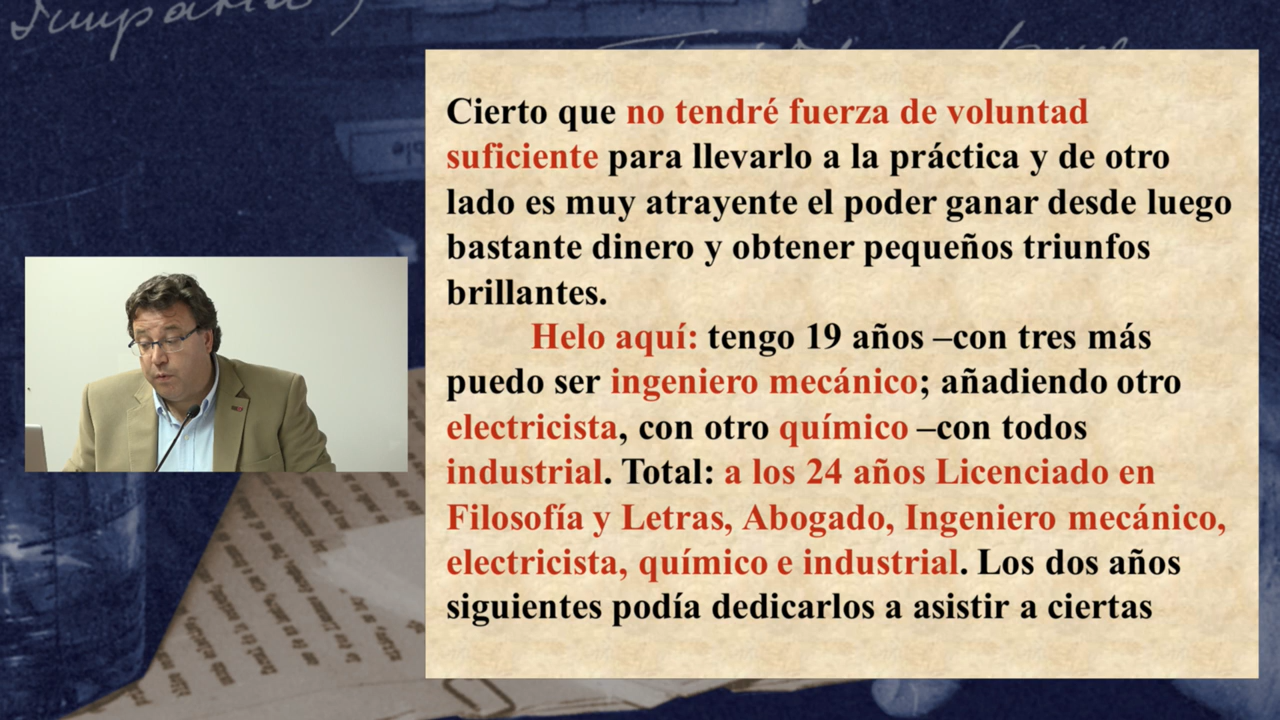 Cierto que no tendré fuerza de voluntad
suficiente para llevarlo a la práctica y de otro
lado es muy atrayente el poder ganar desde luego
bastante dinero y obtener pequeños triunfos
brillantes.
Helo aquí: tengo 19 años –con tres más
puedo ser ingeniero mecánico; añadiendo otro
electricista, con otro químico –con todos
industrial. Total: a los 24 años Licenciado en
Filosofía y Letras, Abogado, Ingeniero mecánico,
electricista, químico e industrial. Los dos años
siguientes podía dedicarlos a asistir a ciertas